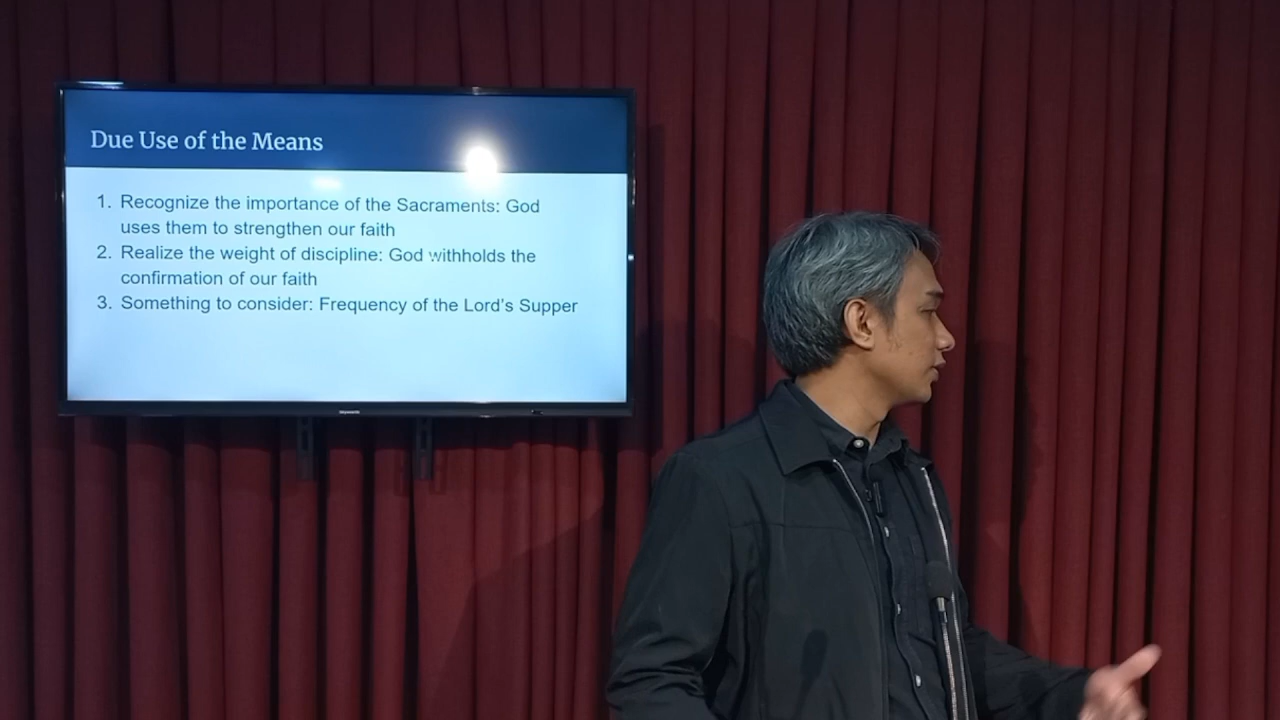 Due Use of the Means
1. Recognize the importance of the Sacraments: God
uses them to strengthen our faith
2. Realize the weight of discipline: God withholds the
confirmation of our faith
3. Something to consider: Frequency of the Lord's Supper